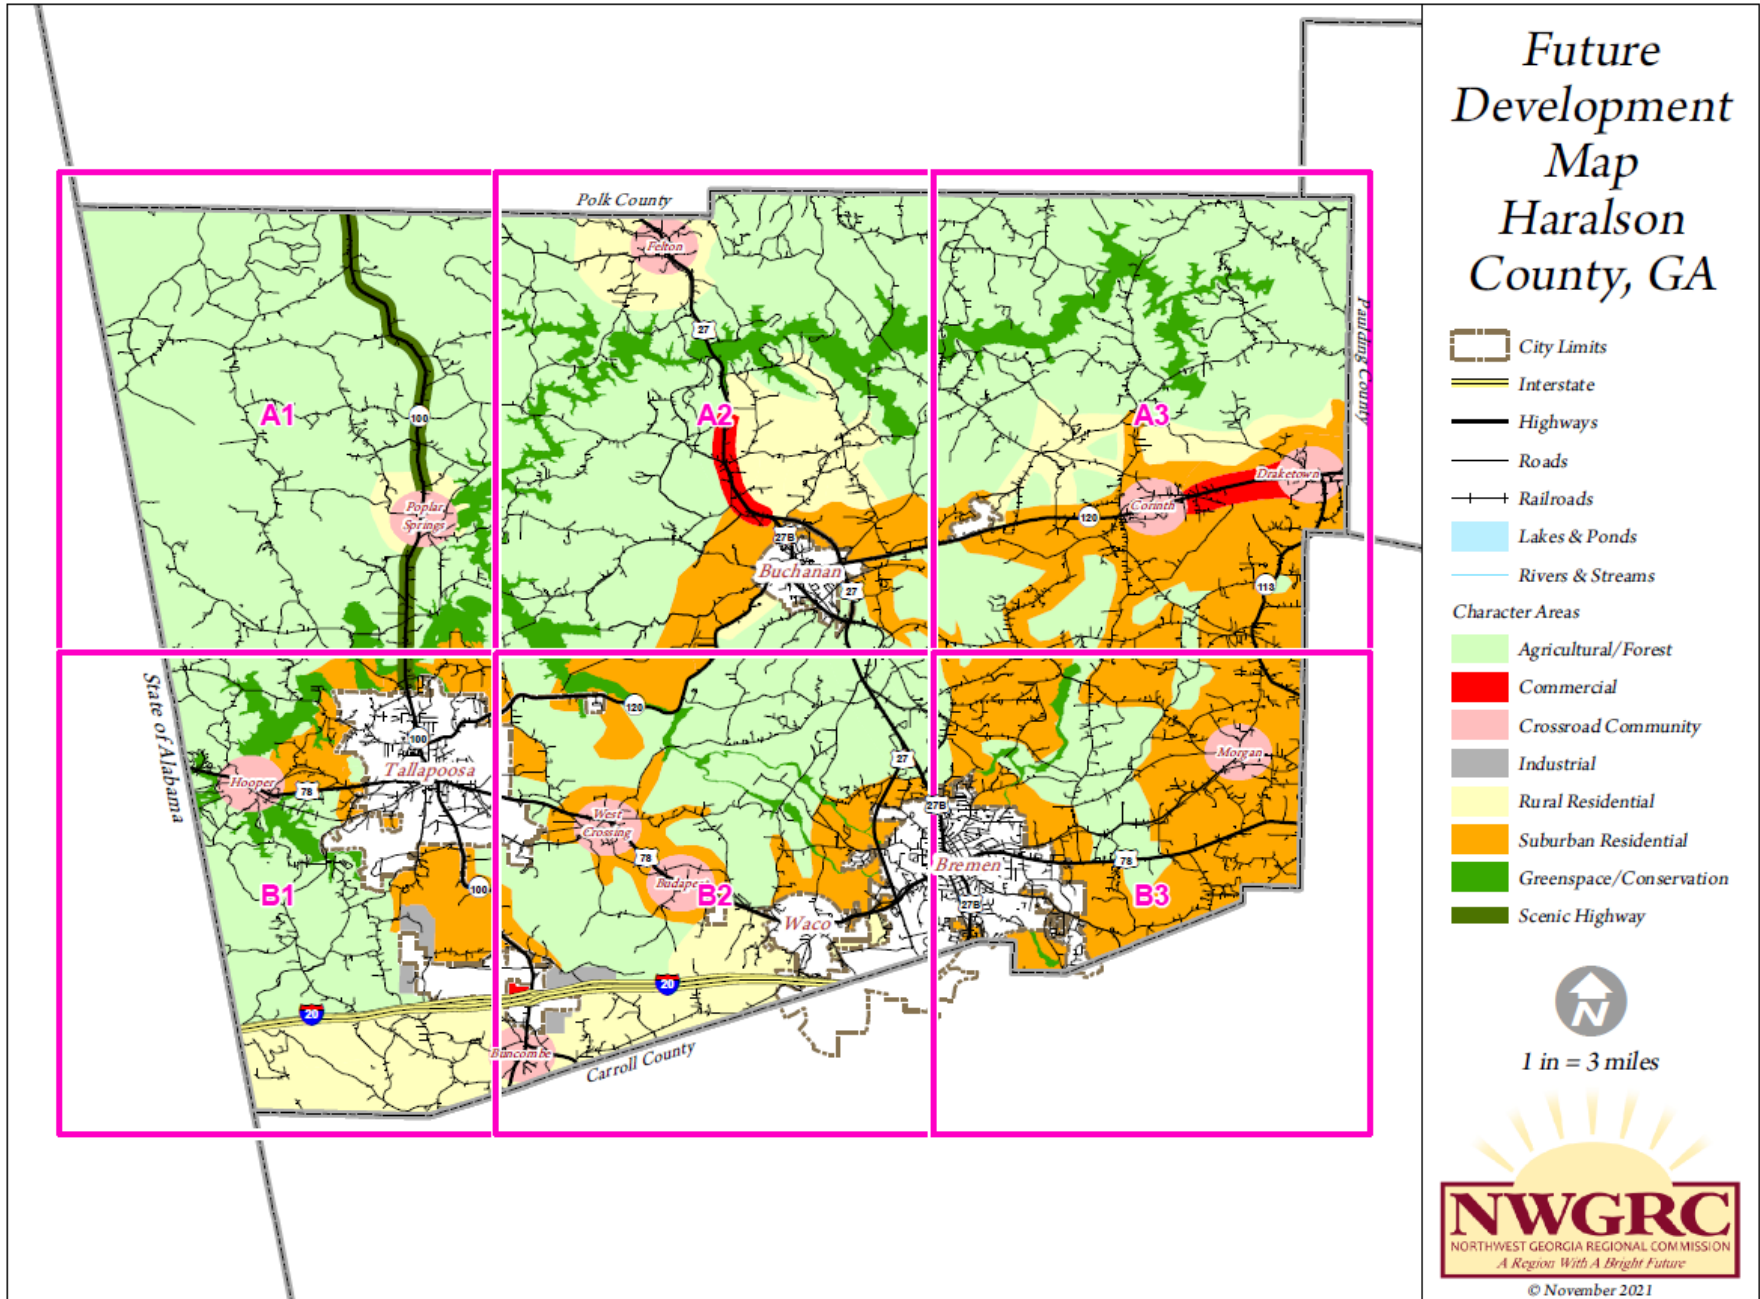 Future
Development
Map
Haralson
County, GA
City Limits
Interstate
Highways
Roads
Railroads
Lakes & Ponds
Rivers & Streams
Character Areas
Agricultural/Forest
Commercial
Crossroad Community
Industrial
Rural Residential
Suburban Residential
Greenspace/Conservation
Scenic Highway
N
1 in = 3 miles
NWGRC
NORTHWEST GEORGIA REGIONAL COMMISSION
A Region With A Bright Future
© November 2021
Polk County
Felton
27
Paulding County
A1
100
A2
A3
Poplar
Springs
Draketown
Corinth
120
27B
Buchanan
27
113
State of Alabama
120
100
Tallapoosa
Hooper
78
27
Morgan
27B
West
Crossing
78
Bremen
78
Budapest
B1
100
B2
27B
B3
Waco
20
20
Buncombe
Carroll County